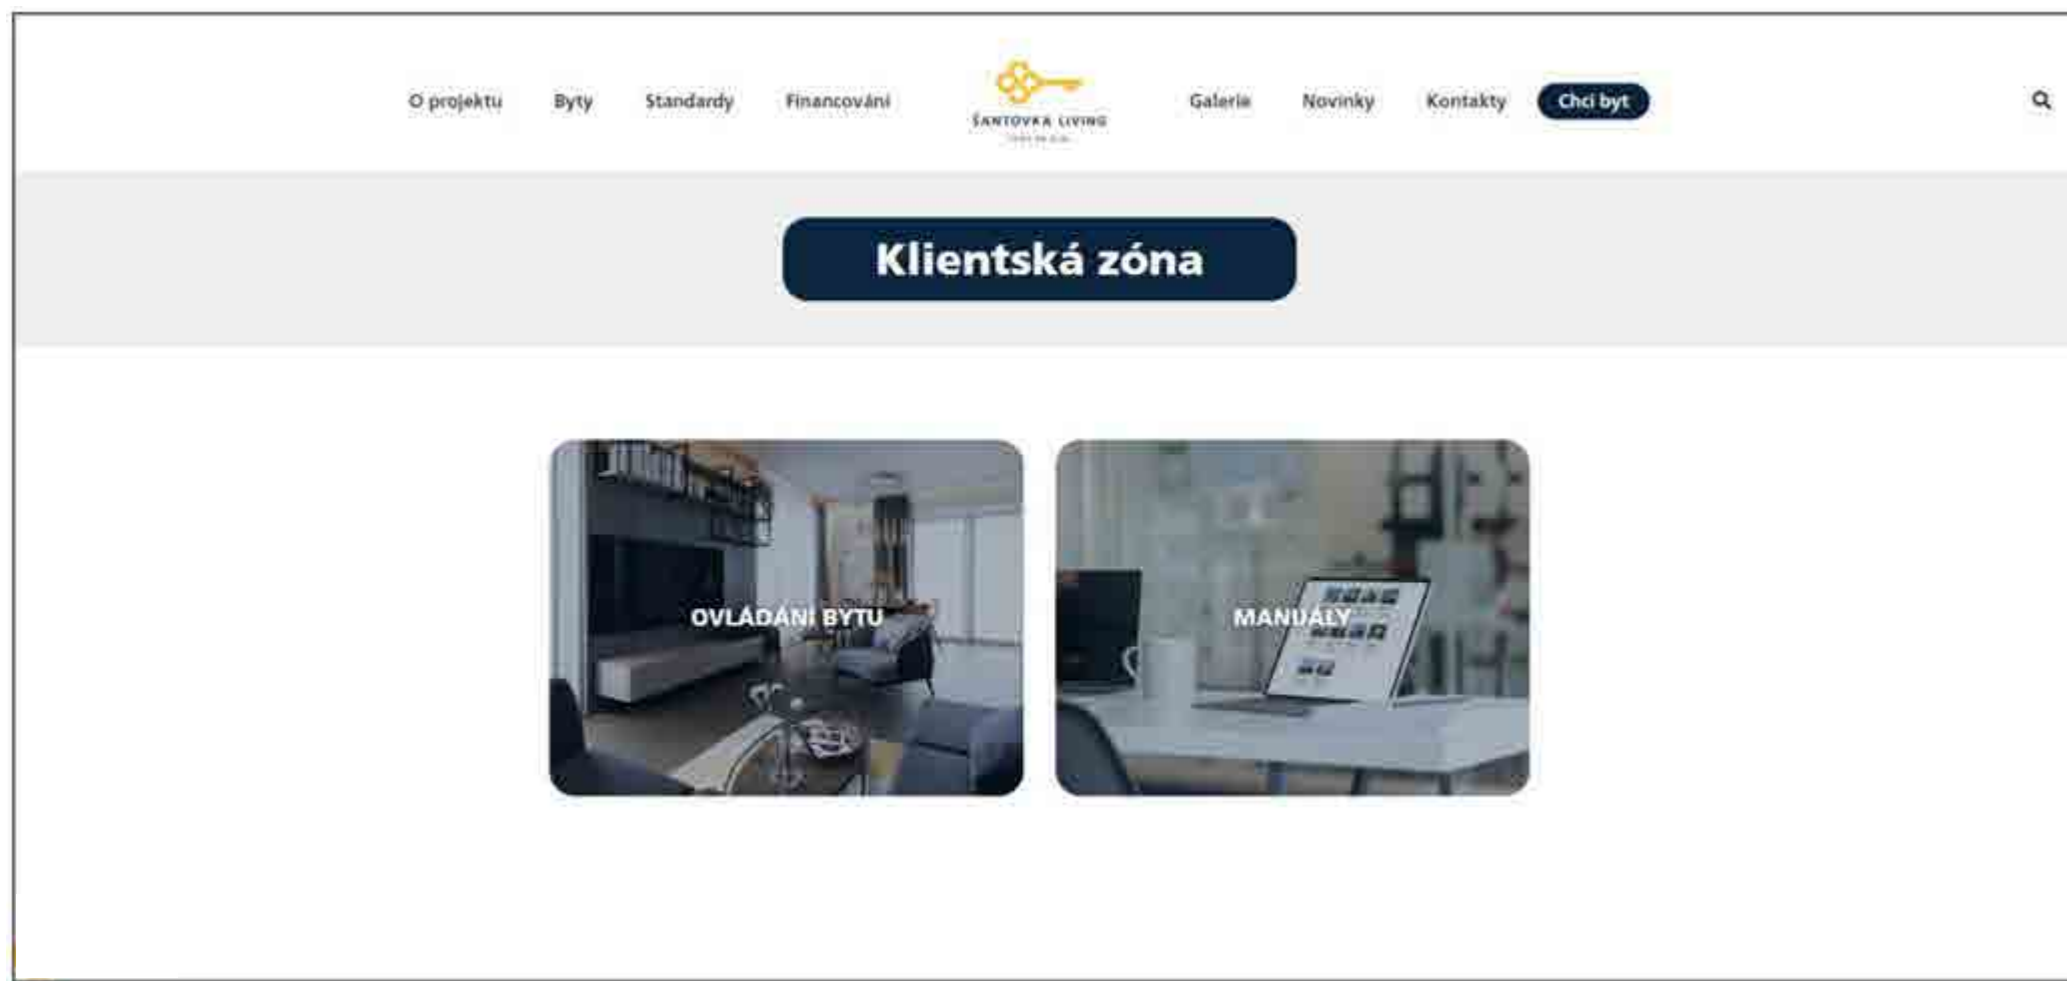 O projektu
Byty
Standardy
Financování
ŠANTOVKA LIVING
Galerie
Novinky
Kontakty
Chci byt
Klientská zóna
OVLÁDÁNÍ BYTU
MANUÁLY